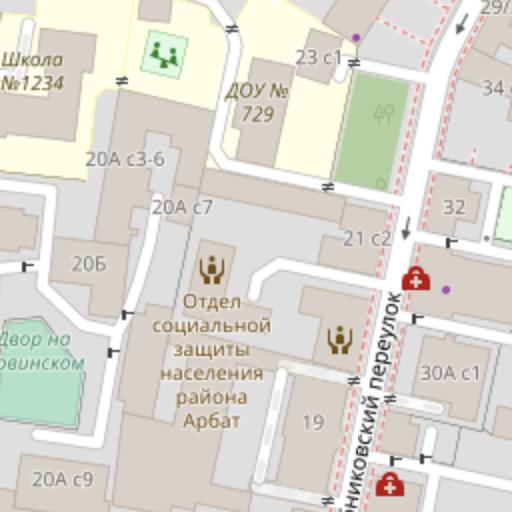 29/
23 с1
Школа
№1234
34
ДОУ №
729
20А с3-6
20А с7
32
21 с2
20Б
Отдел
социальной
защиты
населения
района
Арбат
Двор на
30А с1
19
никовский переулок
20А с9